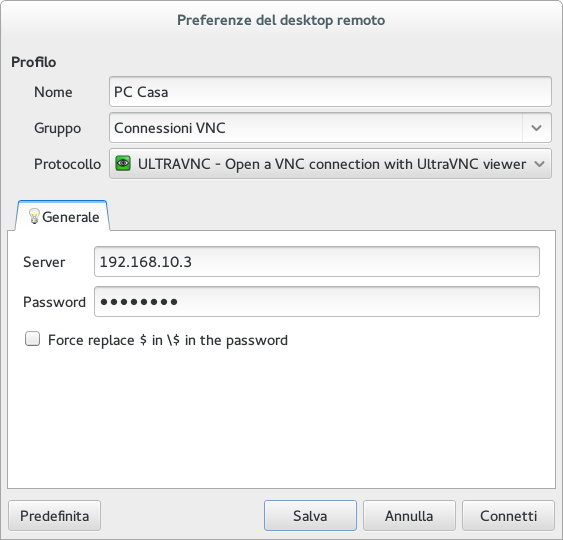 Preferenze del desktop remoto
Profilo
Nome PC Casa
Gruppo Connessioni VNC
Protocollo ULTRAVNC - Open a VNC connection with UltraVNC viewer
Generale
Server 192.168.10.3
Password ●●●●●●●●
Force replace $ in \$ in the password
Predefinita Salva Annulla Connetti